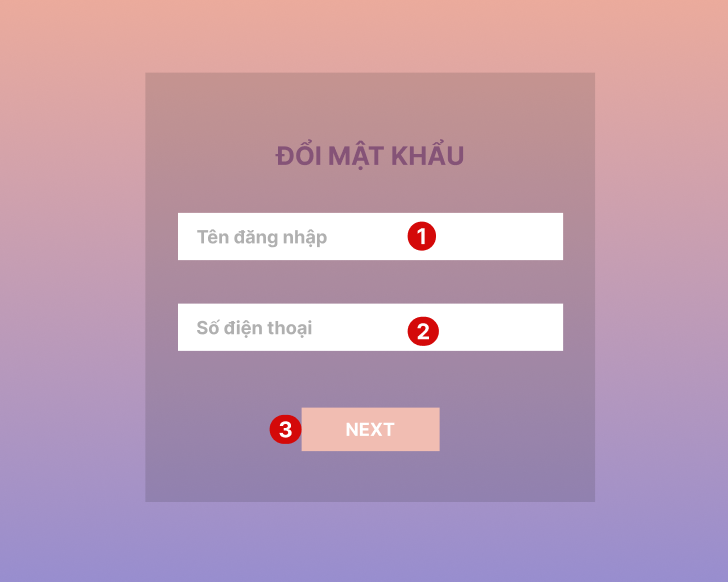 ĐỔI MẬT KHẨU
Tên đăng nhập 1
Số điện thoại 2
3 NEXT